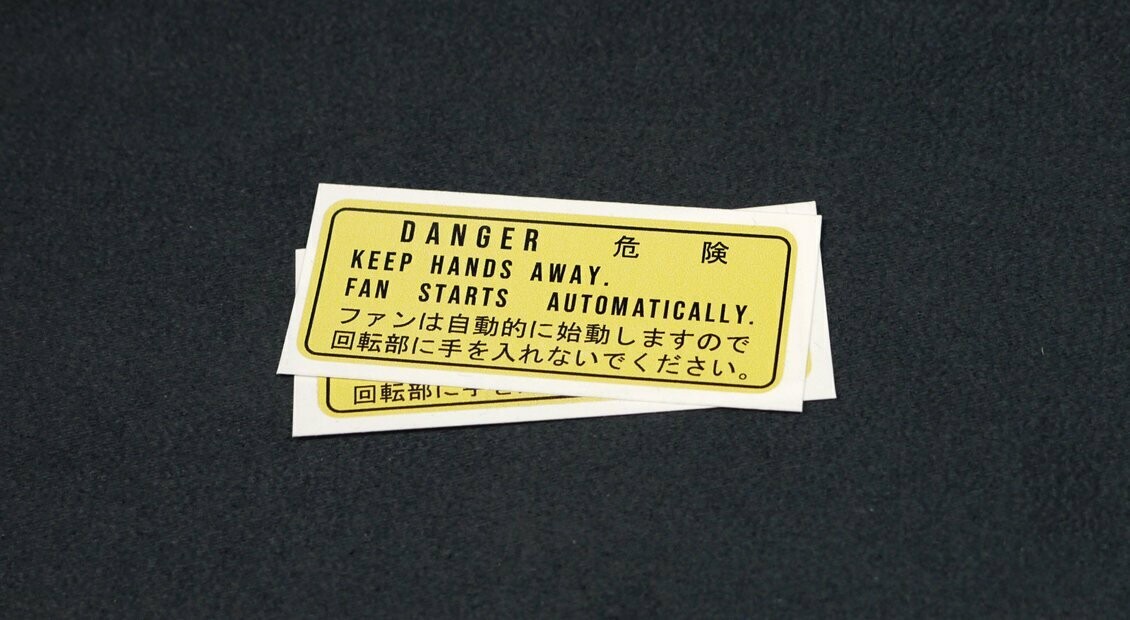 DANGER 危険
KEEP HANDS AWAY.
FAN STARTS AUTOMATICALLY.
ファンは自動的に始動しますので
回転部に手を入れないでください。
回転部に手を